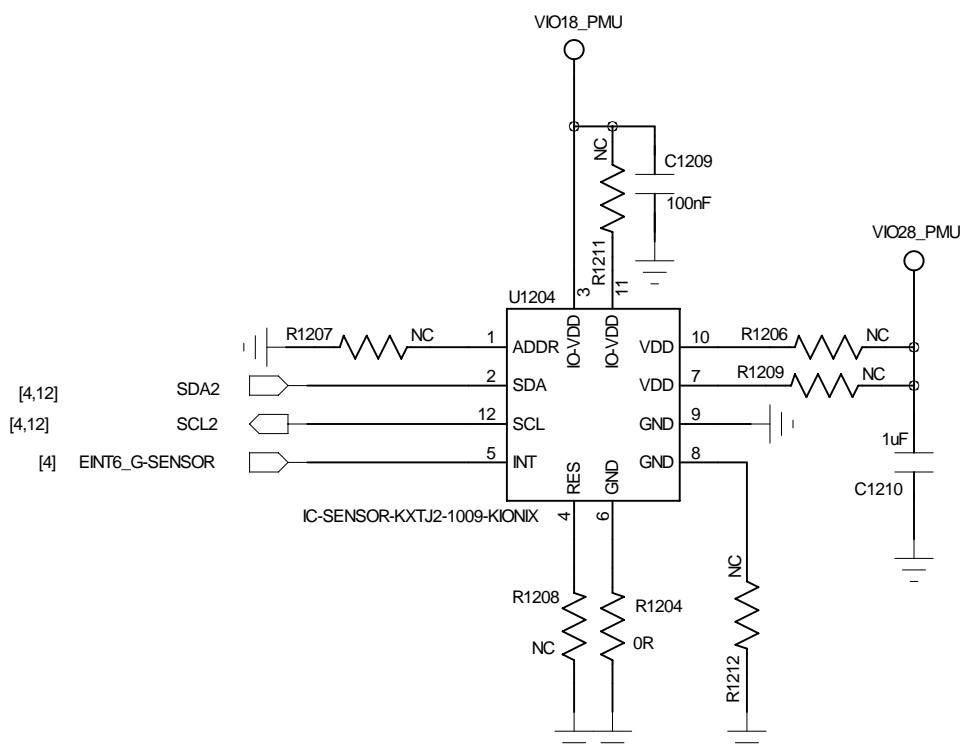 VIO18_PMU
NC
C1209
100nF
R1211
VIO28_PMU
U1204
3
11
IO-VDD
IO-VDD
R1207
NC
1
ADDR
VDD
10
R1206
NC
[4,12]
SDA2
2
SDA
VDD
7
R1209
NC
[4,12]
SCL2
12
SCL
GND
9
[4]
EINT6_G-SENSOR
5
INT
GND
8
1uF
C1210
RES
GND
IC-SENSOR-KXTJ2-1009-KIONIX
4
6
R1208
NC
R1204
0R
NC
R1212